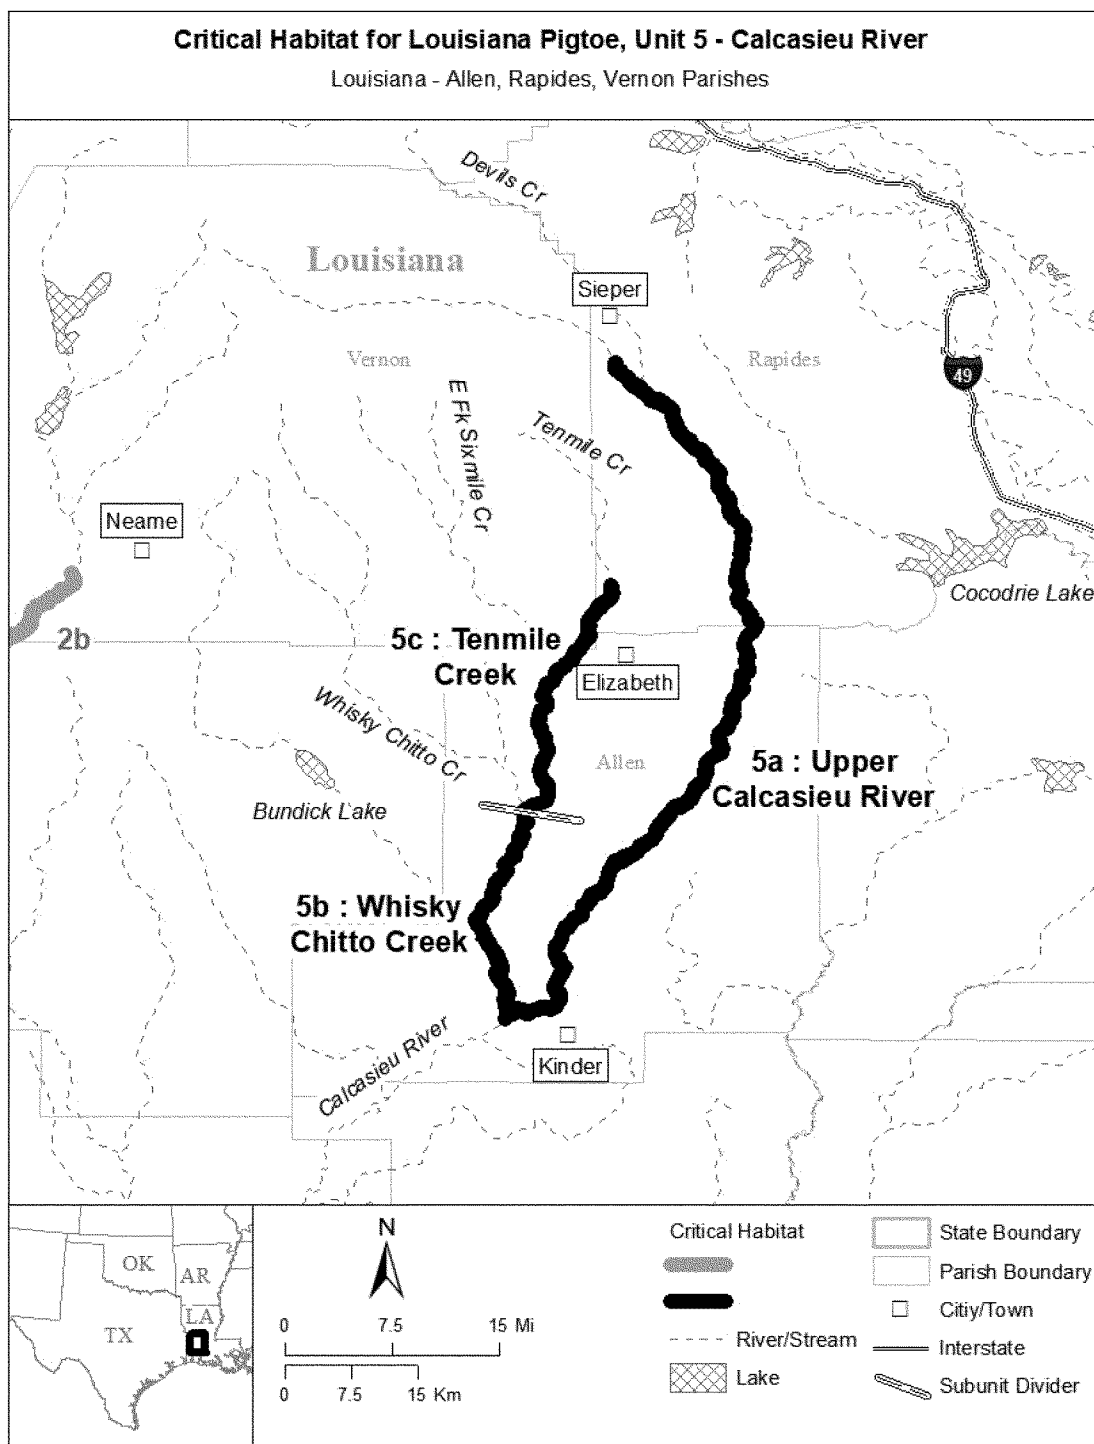 Critical Habitat for Louisiana Pigtoe, Unit 5 - Calcasieu River
Louisiana - Allen, Rapides, Vernon Parishes
Devils Cr
Louisiana
Sieper
Vernon
Rapides
49
E Fk Sixmile Cr
Tenmile Cr
Neame
Cocodrie Lake
2b
5c : Tenmile
Creek
Elizabeth
Whisky Chitto Cr
Allen
5a : Upper
Calcasieu River
Bundick Lake
5b : Whisky
Chitto Creek
Calcasieu River
Kinder
OK
AR
LA
TX
N
0 7.5 15 Mi
0 7.5 15 Km
Critical Habitat
River/Stream
Lake
State Boundary
Parish Boundary
Citiy/Town
Interstate
Subunit Divider